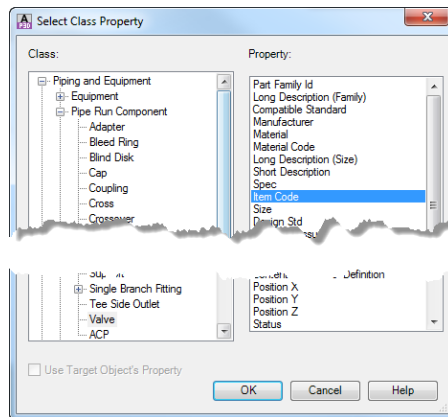 Select Class Property
Class:
Property:
Piping and Equipment
Equipment
Pipe Run Component
Adapter
Bleed Ring
Blind Disk
Cap
Coupling
Cross
Crossover
Single Branch Fitting
Tee Side Outlet
Valve
ACP
Part Family Id
Long Description (Family)
Compatible Standard
Manufacturer
Material
Material Code
Long Description (Size)
Short Description
Spec
Item Code
Size
Design Std
Definition
Position X
Position Y
Position Z
Status
Use Target Object's Property
OK
Cancel
Help